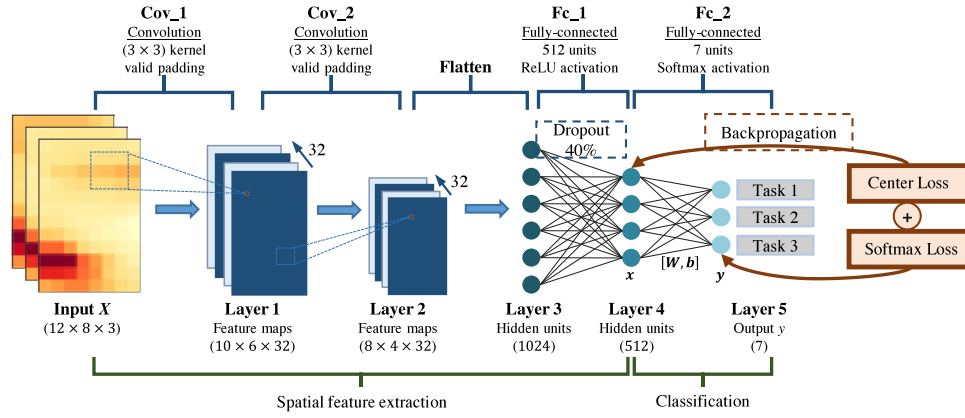 Cov_1
Convolution
(3 × 3) kernel
valid padding
Cov_2
Convolution
(3 × 3) kernel
valid padding
Flatten
Fc_1
Fully-connected
512 units
ReLU activation
Fc_2
Fully-connected
7 units
Softmax activation
32
32
Dropout
40%
Backpropagation
Center Loss
+
Softmax Loss
Task 1
Task 2
Task 3
[W, b]
x
y
Input X
(12 × 8 × 3)
Layer 1
Feature maps
(10 × 6 × 32)
Layer 2
Feature maps
(8 × 4 × 32)
Layer 3
Hidden units
(1024)
Layer 4
Hidden units
(512)
Layer 5
Output y
(7)
Spatial feature extraction
Classification